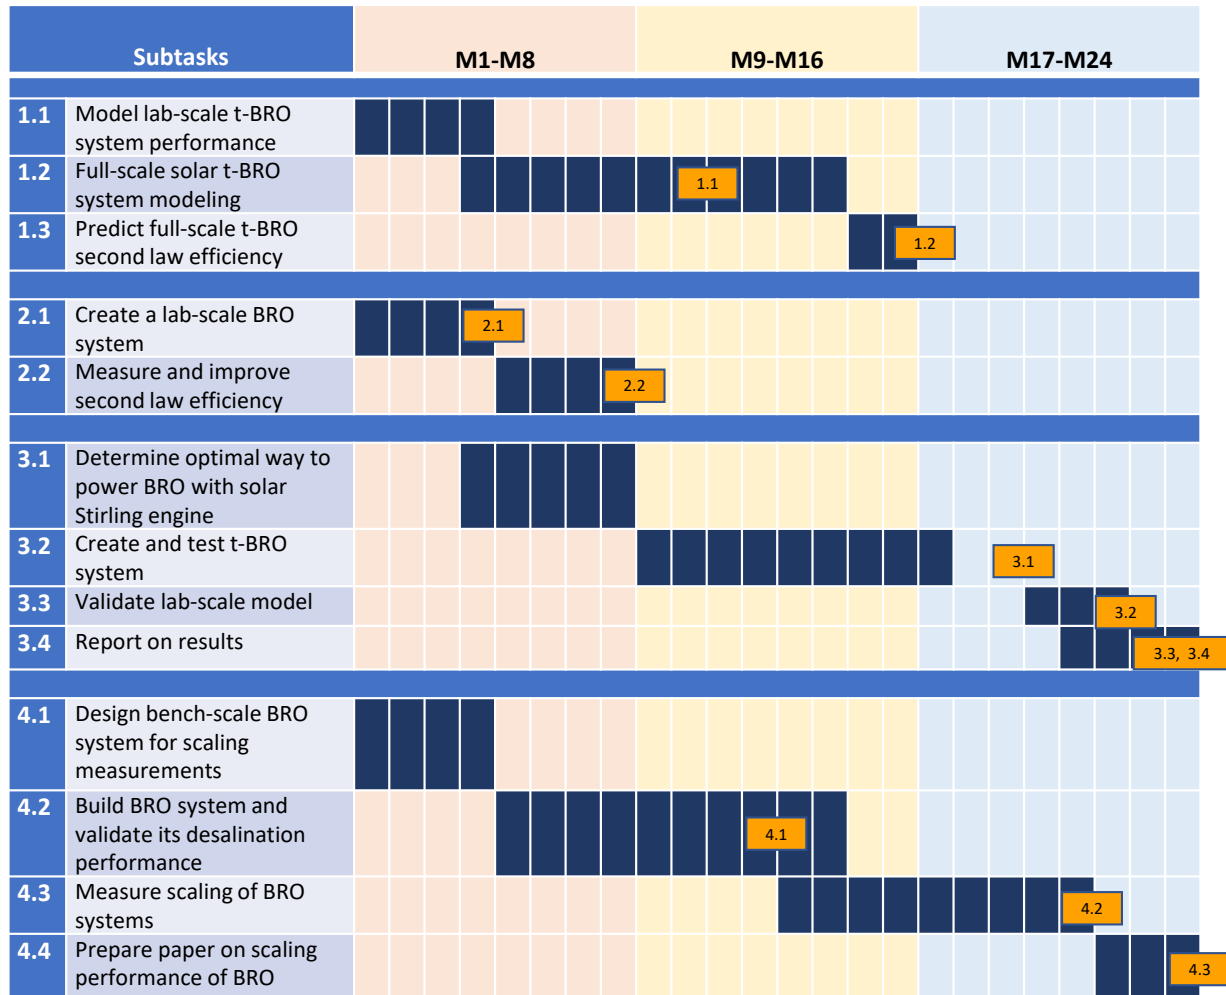 Subtasks M1-M8 M9-M16 M17-M24
1.1 Model lab-scale t-BRO
system performance
1.2 Full-scale solar t-BRO
system modeling
1.1
1.3 Predict full-scale t-BRO
second law efficiency
1.2
2.1 Create a lab-scale BRO
system
2.1
2.2 Measure and improve
second law efficiency
2.2
3.1 Determine optimal way to
power BRO with solar
Stirling engine
3.2 Create and test t-BRO
system
3.1
3.3 Validate lab-scale model
3.2
3.4 Report on results
3.3, 3.4
4.1 Design bench-scale BRO
system for scaling
measurements
4.2 Build BRO system and
validate its desalination
performance
4.1
4.3 Measure scaling of BRO
systems
4.2
4.4 Prepare paper on scaling
performance of BRO
4.3